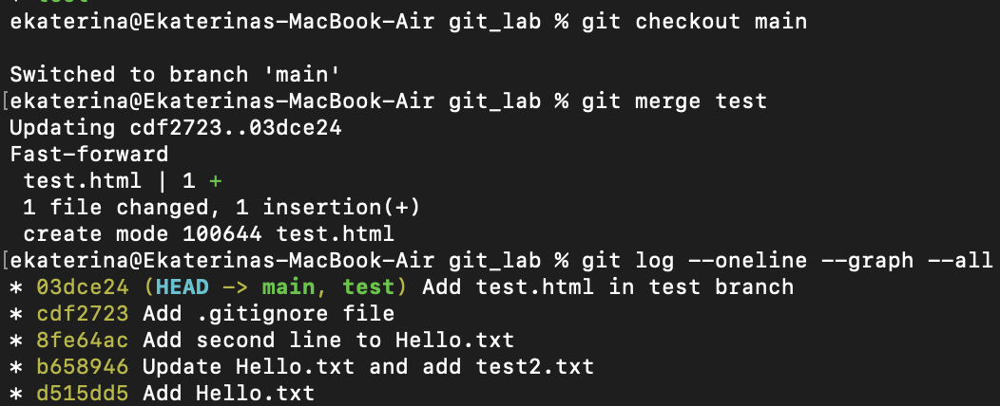 * test
ekaterina@Ekaterinas-MacBook-Air git_lab % git checkout main
Switched to branch 'main'
[ekaterina@Ekaterinas-MacBook-Air git_lab % git merge test
Updating cdf2723..03dce24
Fast-forward
test.html | 1 +
1 file changed, 1 insertion(+)
create mode 100644 test.html
[ekaterina@Ekaterinas-MacBook-Air git_lab % git log --oneline --graph --all
* 03dce24 (HEAD -> main, test) Add test.html in test branch
* cdf2723 Add .gitignore file
* 8fe64ac Add second line to Hello.txt
* b658946 Update Hello.txt and add test2.txt
* d515dd5 Add Hello.txt